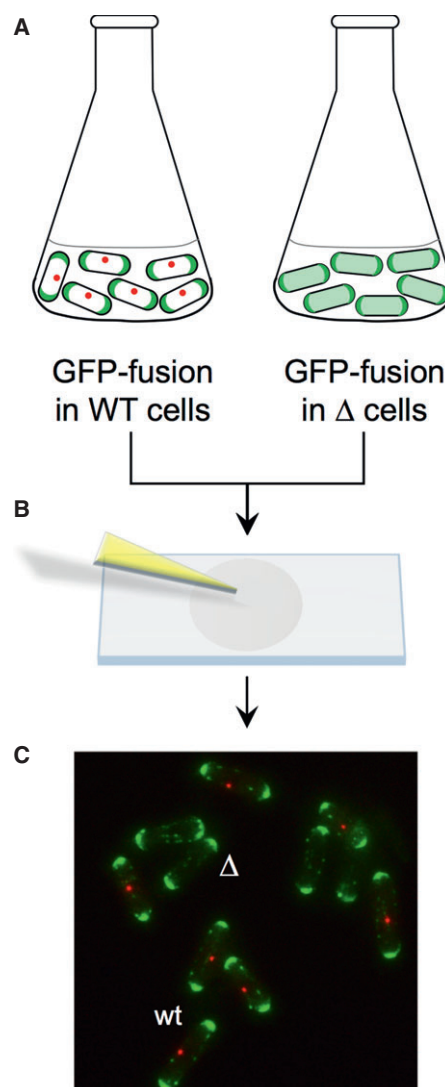 A
GFP-fusion
in WT cells
GFP-fusion
in Δ cells
B
C
Δ
wt